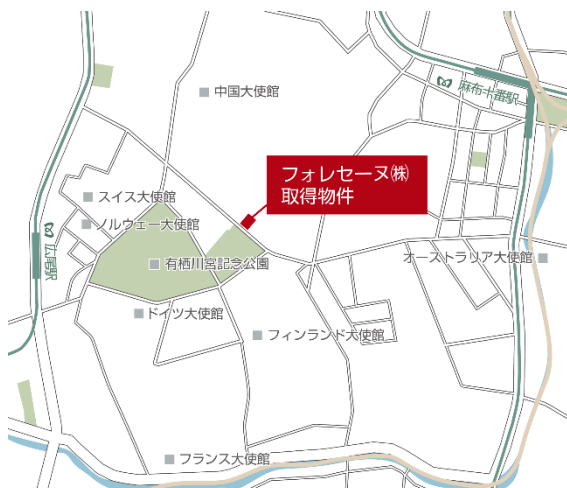 中国大使館
麻布十番駅
フォレセーヌ㈱
取得物件
スイス大使館
ノルウェー大使館
広尾駅
有栖川宮記念公園
オーストラリア大使館
ドイツ大使館
フィンランド大使館
フランス大使館